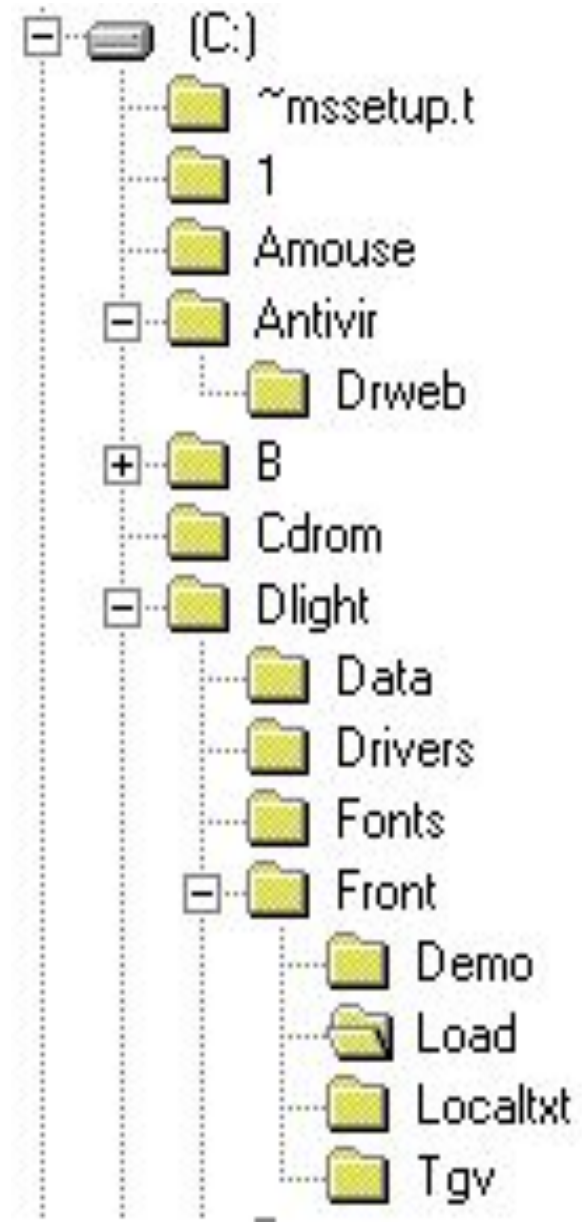 (C:)
~mssetup.t
1
Amouse
Antivir
Drweb
B
Cdrom
Dlight
Data
Drivers
Fonts
Front
Demo
Load
Localtxt
Tgv